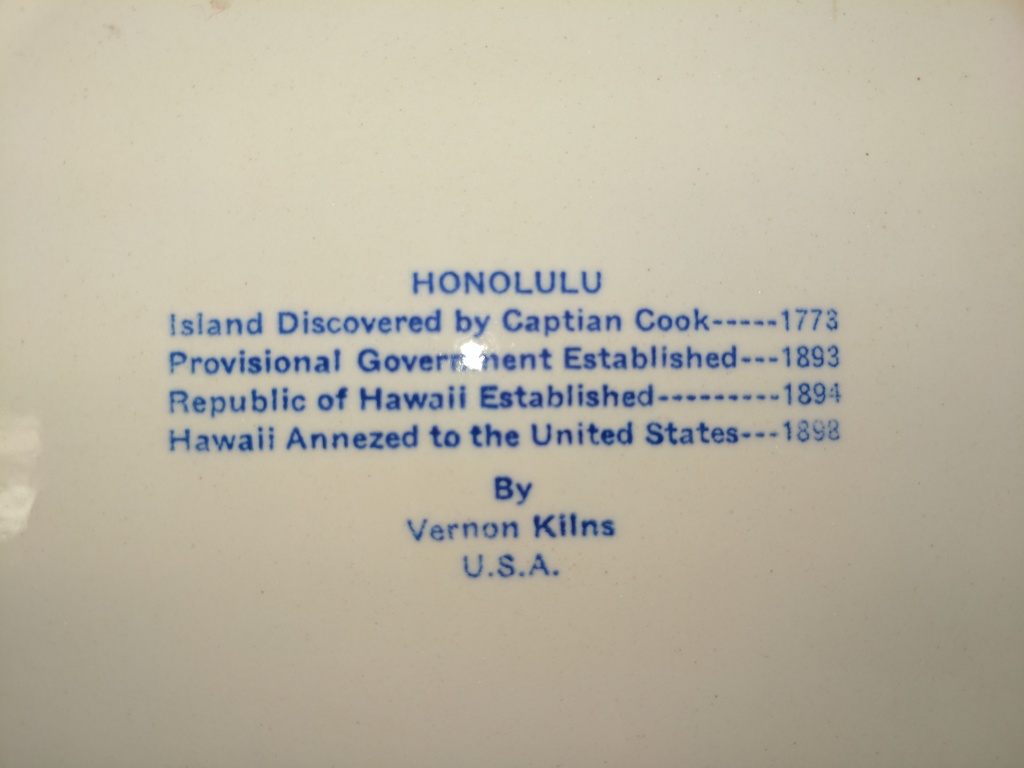 HONOLULU
Island Discovered by Captian Cook-----1773
Provisional Government Established---1893
Republic of Hawaii Established---------1894
Hawaii Annezed to the United States---1898
By
Vernon Kilns
U.S.A.